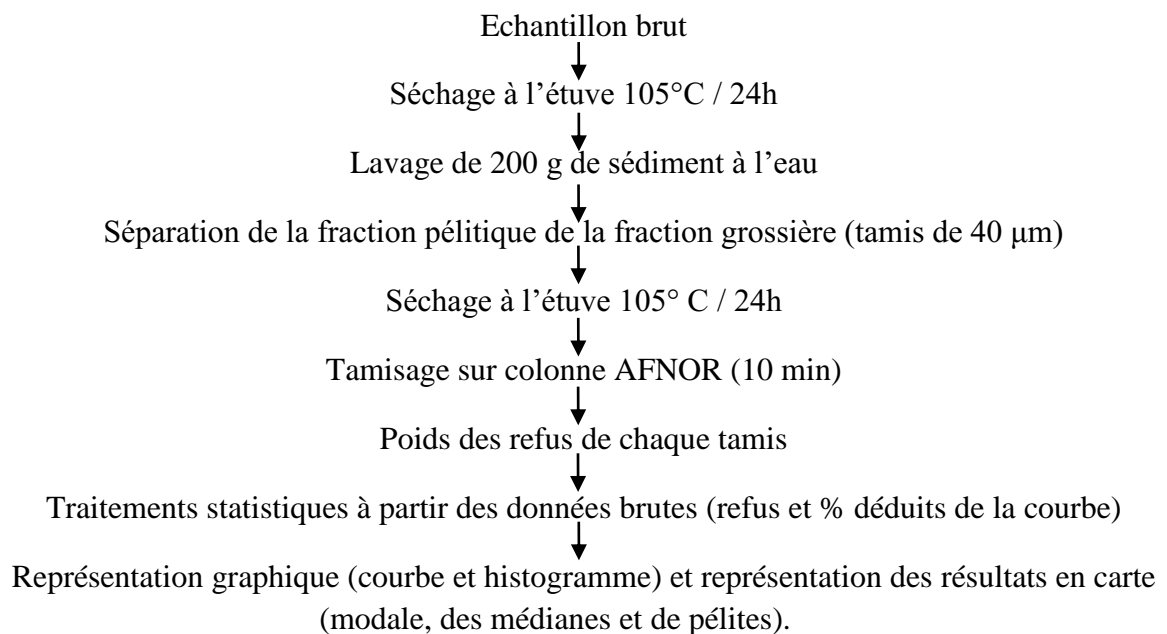 Echantillon brut
Séchage à l’étuve 105°C / 24h
Lavage de 200 g de sédiment à l’eau
Séparation de la fraction pélitique de la fraction grossière (tamis de 40 μm)
Séchage à l’étuve 105° C / 24h
Tamisage sur colonne AFNOR (10 min)
Poids des refus de chaque tamis
Traitements statistiques à partir des données brutes (refus et % déduits de la courbe)
Représentation graphique (courbe et histogramme) et représentation des résultats en carte
(modale, des médianes et de pélites).